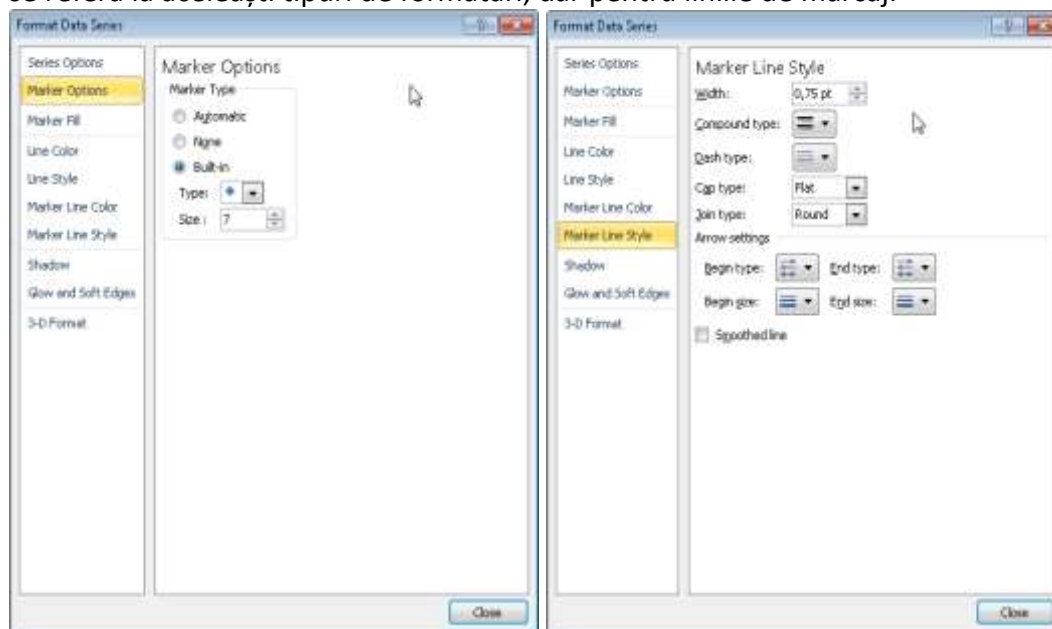 se referă la aceleași tipuri de formatări, dar pentru liniile de marcaj.
Format Data Series
Series Options
Marker Options
Marker Fill
Line Color
Line Style
Marker Line Color
Marker Line Style
Shadow
Glow and Soft Edges
3-D Format
Marker Options
Marker Type
Automatic
None
Built-in
Type:
Size: 7
Close
Format Data Series
Series Options
Marker Options
Marker Fill
Line Color
Line Style
Marker Line Color
Marker Line Style
Shadow
Glow and Soft Edges
3-D Format
Marker Line Style
Width: 0,75 pt
Compound type:
Dash type:
Cap type: Flat
Join type: Round
Arrow settings
Begin type: End type:
Begin size: End size:
Smoothed line
Close